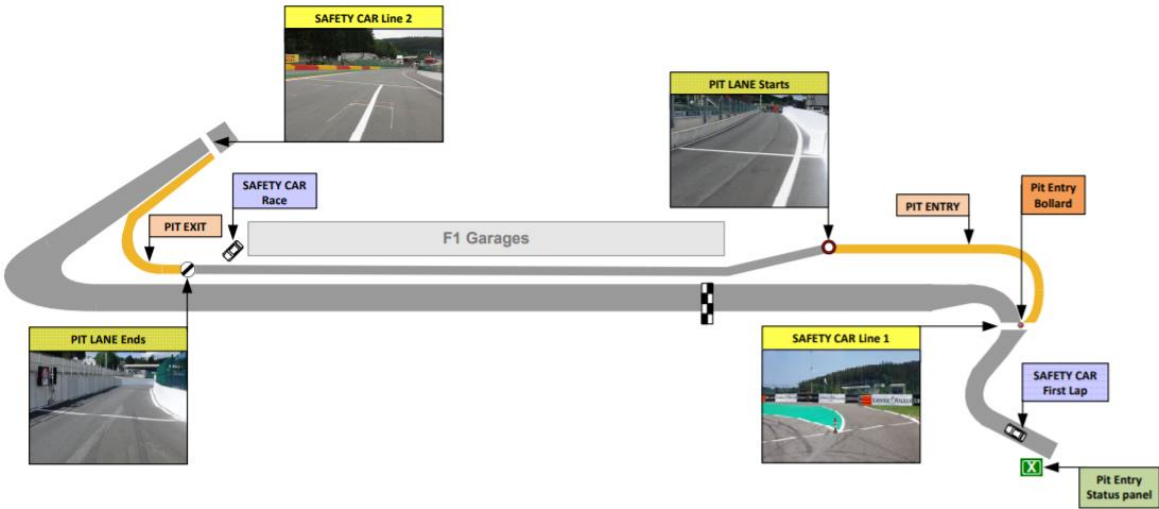 SAFETY CAR Line 2
PIT LANE Starts
SAFETY CAR
Race
PIT EXIT
F1 Garages
PIT ENTRY
Pit Entry
Bollard
PIT LANE Ends
SAFETY CAR Line 1
SAFETY CAR
First Lap
X
Pit Entry
Status panel